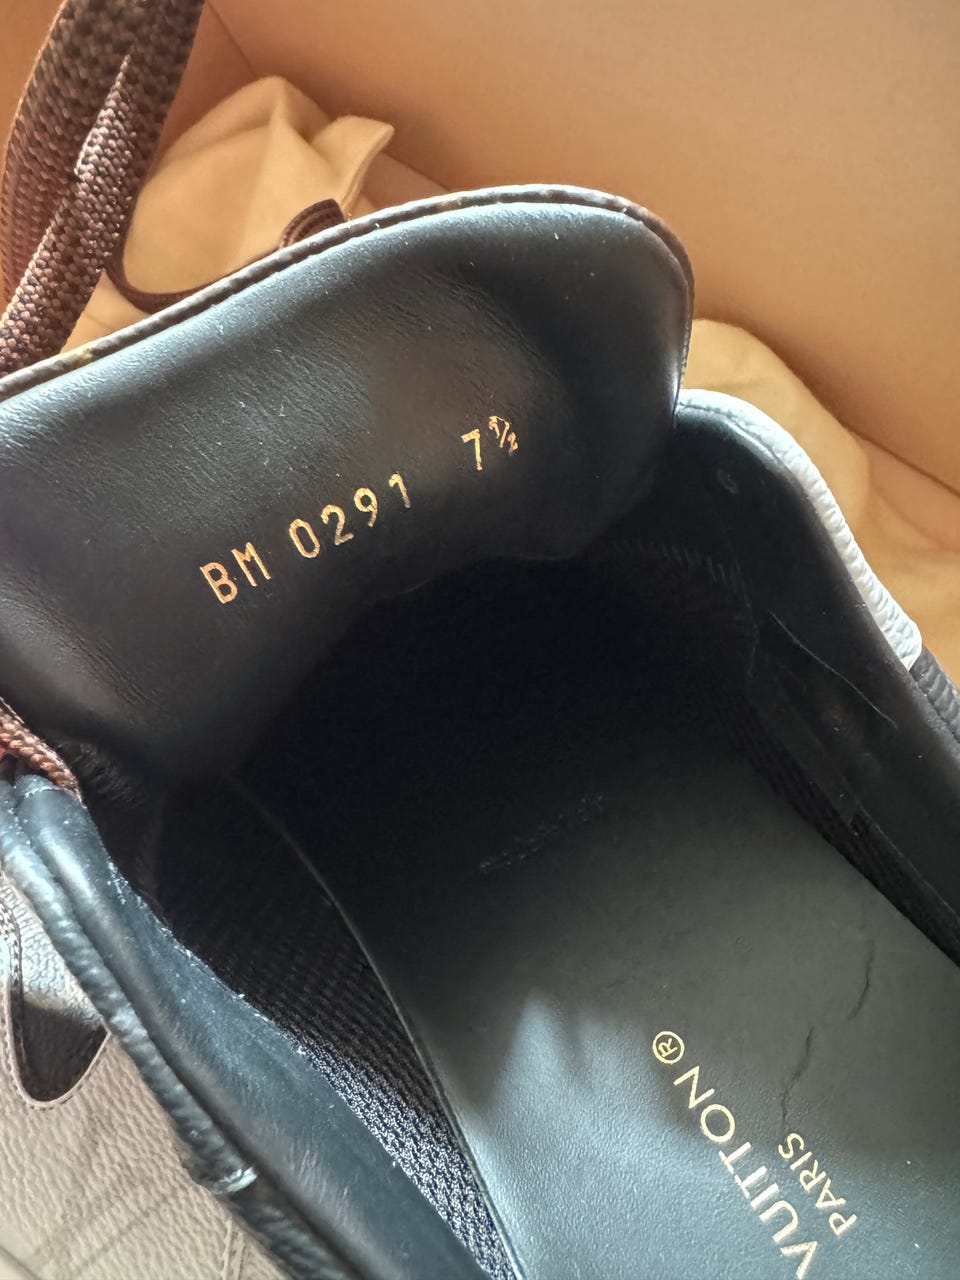 BM 0291 7½
VUITTON®
PARIS